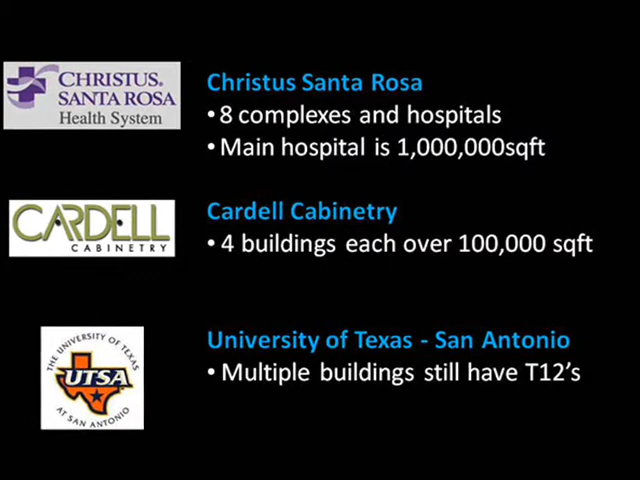 CHRISTUS®
SANTA ROSA
Health System
Christus Santa Rosa
• 8 complexes and hospitals
• Main hospital is 1,000,000sqft
CARDELL
CABINETRY
Cardell Cabinetry
• 4 buildings each over 100,000 sqft
THE UNIVERSITY OF TEXAS
UTSA
AT SAN ANTONIO
University of Texas - San Antonio
• Multiple buildings still have T12's